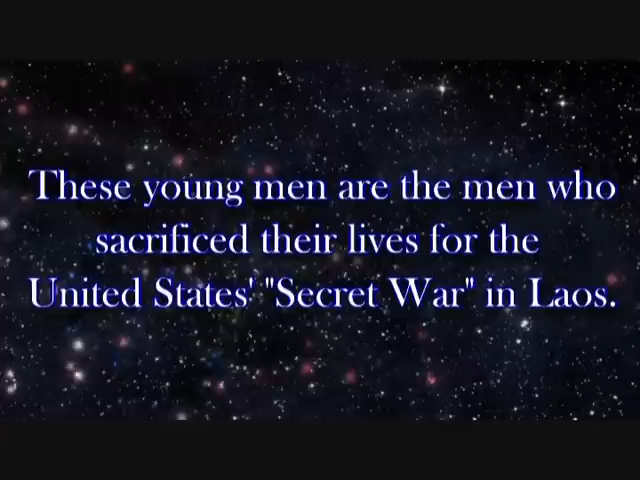 These young men are the men who
sacrificed their lives for the
United States' "Secret War" in Laos.